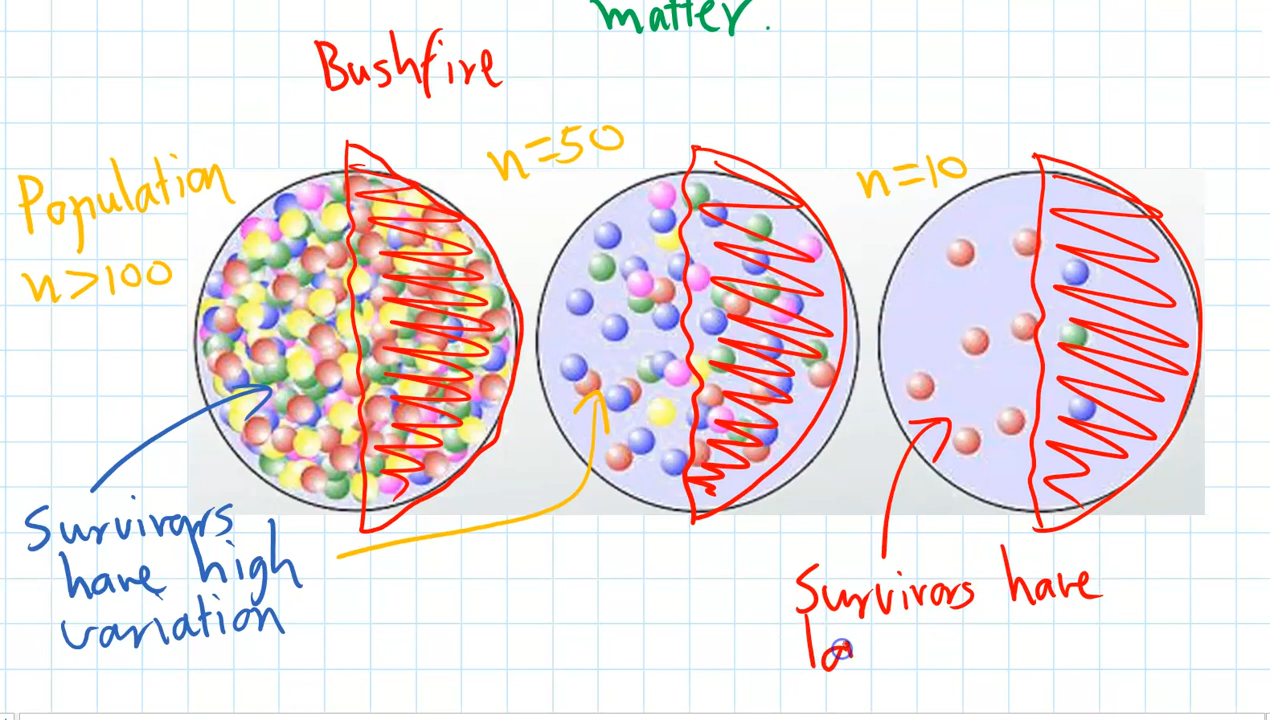 matter.
Bushfire
n=50
n=10
Population
n>100
Survivors
have high
variation
Survivors have